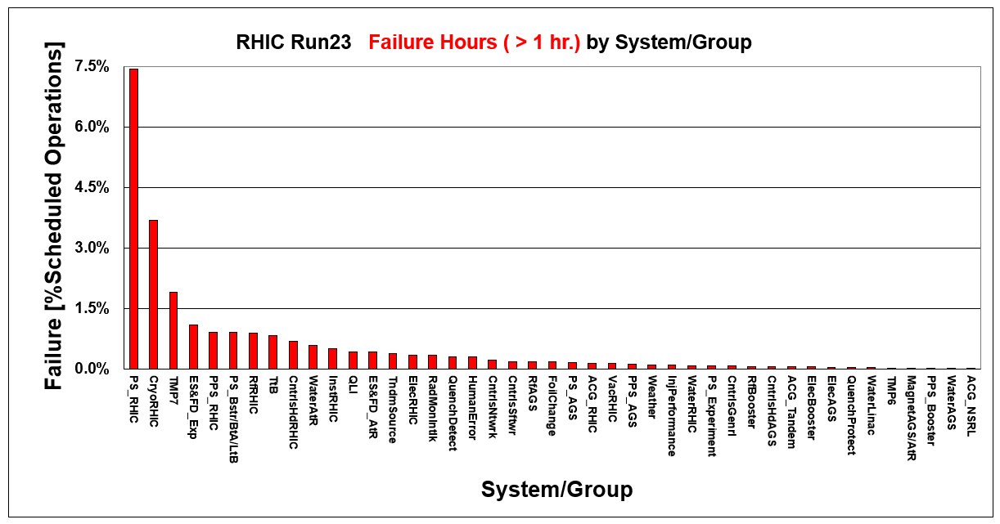 RHIC Run23 Failure Hours ( > 1 hr.) by System/Group
Failure [%Scheduled Operations]
7.5%
6.0%
4.5%
3.0%
1.5%
0.0%
PS_RHIC
CryoRHIC
TMP7
ES&FD_Exp
PPS_RHIC
PS_Bstr/BtA/LtB
RfRHIC
TtB
CntrlsHdRHIC
WaterAtR
InstRHIC
QLI
ES&FD_AtR
TndmSource
ElecRHIC
RadMonIntlk
QuenchDetect
HumanError
CntrlsNtwrk
CntrlsSftwr
RfAGS
FoilChange
PS_AGS
ACG_RHIC
VacRHIC
PPS_AGS
Weather
InjPerformance
WaterRHIC
PS_Experiment
CntrlsGenrl
RfBooster
CntrlsHdAGS
ACG_Tandem
ElecBooster
ElecAGS
QuenchProtect
WaterLinac
TMP6
MagnetAGS/AtR
PPS_Booster
WaterAGS
ACG_NSRL
System/Group